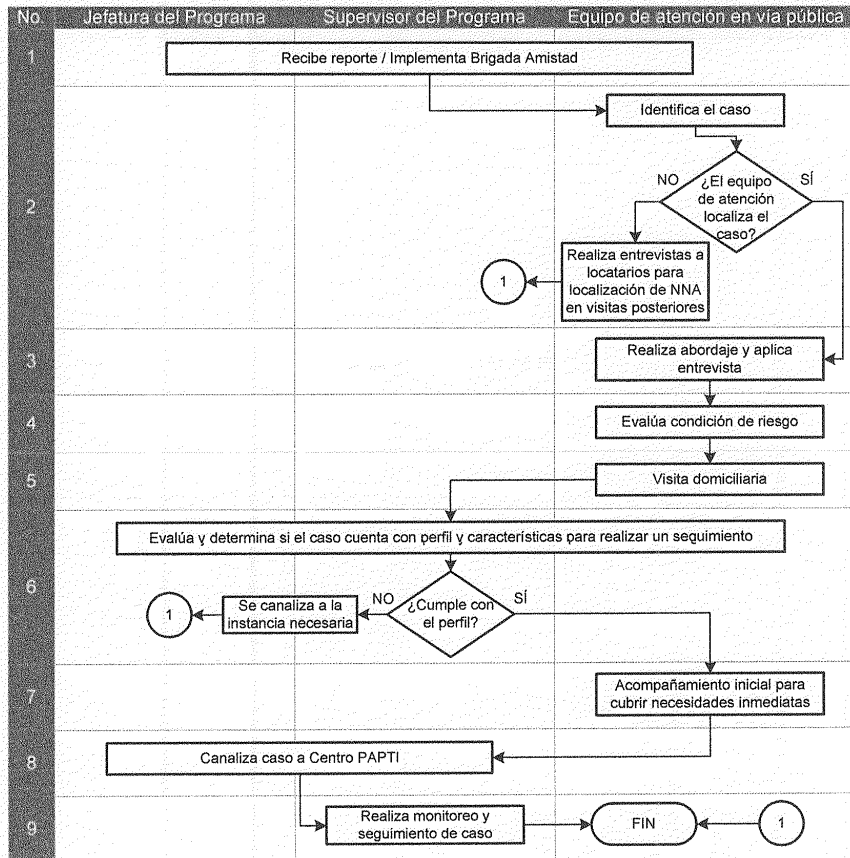 No.
Jefatura del Programa
Supervisor del Programa
Equipo de atención en vía pública
1
Recibe reporte / Implementa Brigada Amistad
2
Identifica el caso
¿El equipo
de atención
localiza el
caso?
NO
SÍ
Realiza entrevistas a
locatarios para
localización de NNA
en visitas posteriores
1
3
Realiza abordaje y aplica
entrevista
4
Evalúa condición de riesgo
5
Visita domiciliaria
6
Evalúa y determina si el caso cuenta con perfil y características para realizar un seguimiento
¿Cumple con
el perfil?
NO
SÍ
Se canaliza a la
instancia necesaria
1
7
Acompañamiento inicial para
cubrir necesidades inmediatas
8
Canaliza caso a Centro PAPTI
9
Realiza monitoreo y
seguimiento de caso
FIN
1